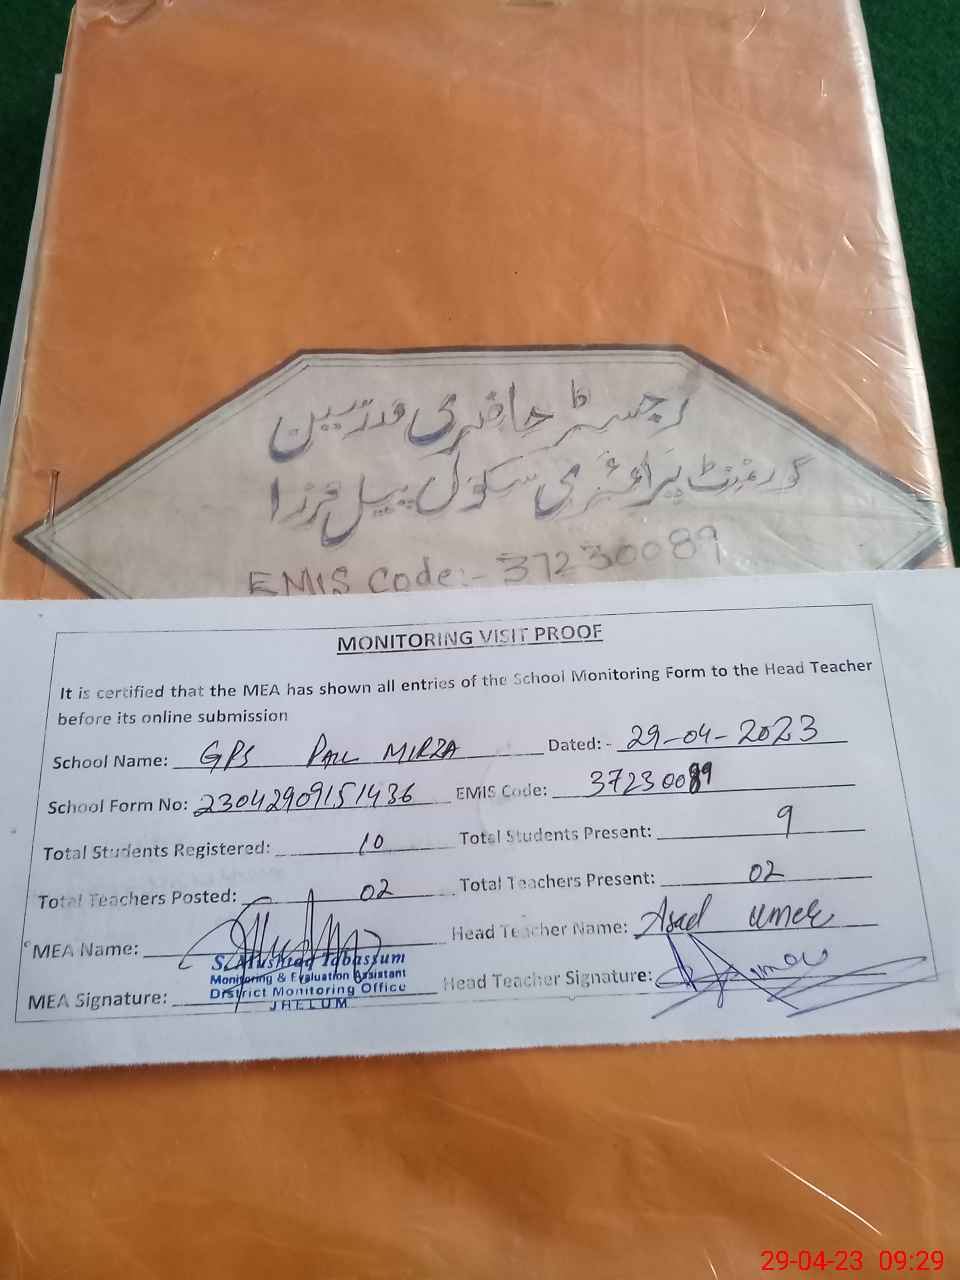 رجسٹر حاضری مدرسین
گورنمنٹ پرائمری سکول پیل مرزا
EMIS Code:- 37230089
MONITORING VISIT PROOF
It is certified that the MEA has shown all entries of the School Monitoring Form to the Head Teacher
before its online submission
School Name: GPS PAIL MIRZA Dated: - 29-04-2023
School Form No: 23042909151436 EMIS Code: 37230089
Total Students Registered: 10 Total Students Present: 9
Total Teachers Posted: 02 Total Teachers Present: 02
MEA Name: Head Teacher Name: Asad Umer
S. Mushtaq Tabassum
Monitoring & Evaluation Assistant
District Monitoring Office
JHELUM
MEA Signature: Head Teacher Signature:
29-04-23 09:29